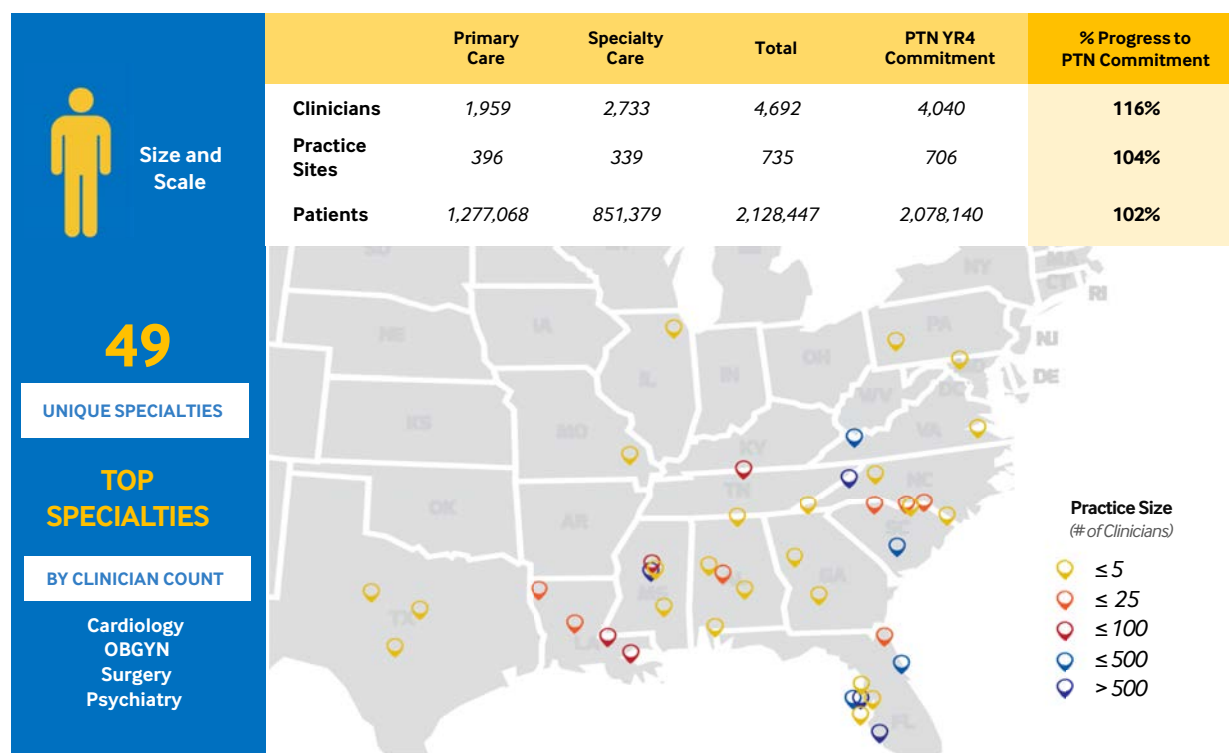 Size and
Scale
49
UNIQUE SPECIALTIES
TOP
SPECIALTIES
BY CLINICIAN COUNT
Cardiology
OBGYN
Surgery
Psychiatry
Primary Care Specialty Care Total PTN YR4 Commitment % Progress to PTN Commitment
Clinicians 1,959 2,733 4,692 4,040 116%
Practice Sites 396 339 735 706 104%
Patients 1,277,068 851,379 2,128,447 2,078,140 102%
NY
MA
CT
RI
NE
IA
PA
NJ
OH
IL
IN
DE
WV
DC
KS
MO
KY
VA
OK
TN
NC
AR
SC
TX
MS
GA
LA
FL
Practice Size
(# of Clinicians)
≤ 5
≤ 25
≤ 100
≤ 500
> 500